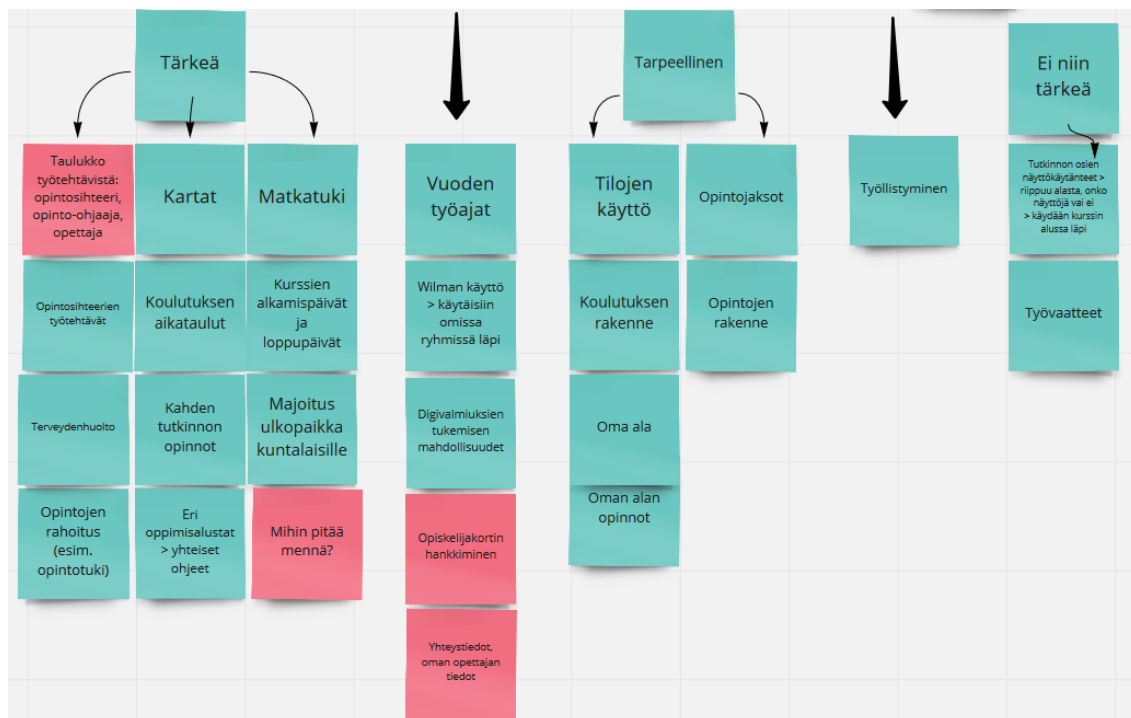 Tärkeä
Taulukko
työtehtävistä:
opintosihteeri,
opinto-ohjaaja,
opettaja
Opintosihteerien
työtehtävät
Terveydenhuolto
Opintojen
rahoitus
(esim.
opintotuki)
Kartat
Koulutuksen
aikataulut
Kahden
tutkinnon
opinnot
Eri
oppimisalustat
> yhteiset
ohjeet
Matkatuki
Kurssien
alkamispäivät
ja
loppupäivät
Majoitus
ulkopaikka
kuntalaisille
Mihin pitää
mennä?
Vuoden
työajat
Wilman käyttö
> käytäisiin
omissa
ryhmissä läpi
Digivalmiuksien
tukemisen
mahdollisuudet
Opiskelijakortin
hankkiminen
Yhteystiedot,
oman opettajan
tiedot
Tarpeellinen
Tilojen
käyttö
Koulutuksen
rakenne
Oma ala
Oman alan
opinnot
Opintojaksot
Opintojen
rakenne
Työllistyminen
Ei niin
tärkeä
Tutkinnon osien
näyttökäytänteet >
riippuu alasta, onko
näyttöjä vai ei
> käydään kurssin
alussa läpi
Työvaatteet